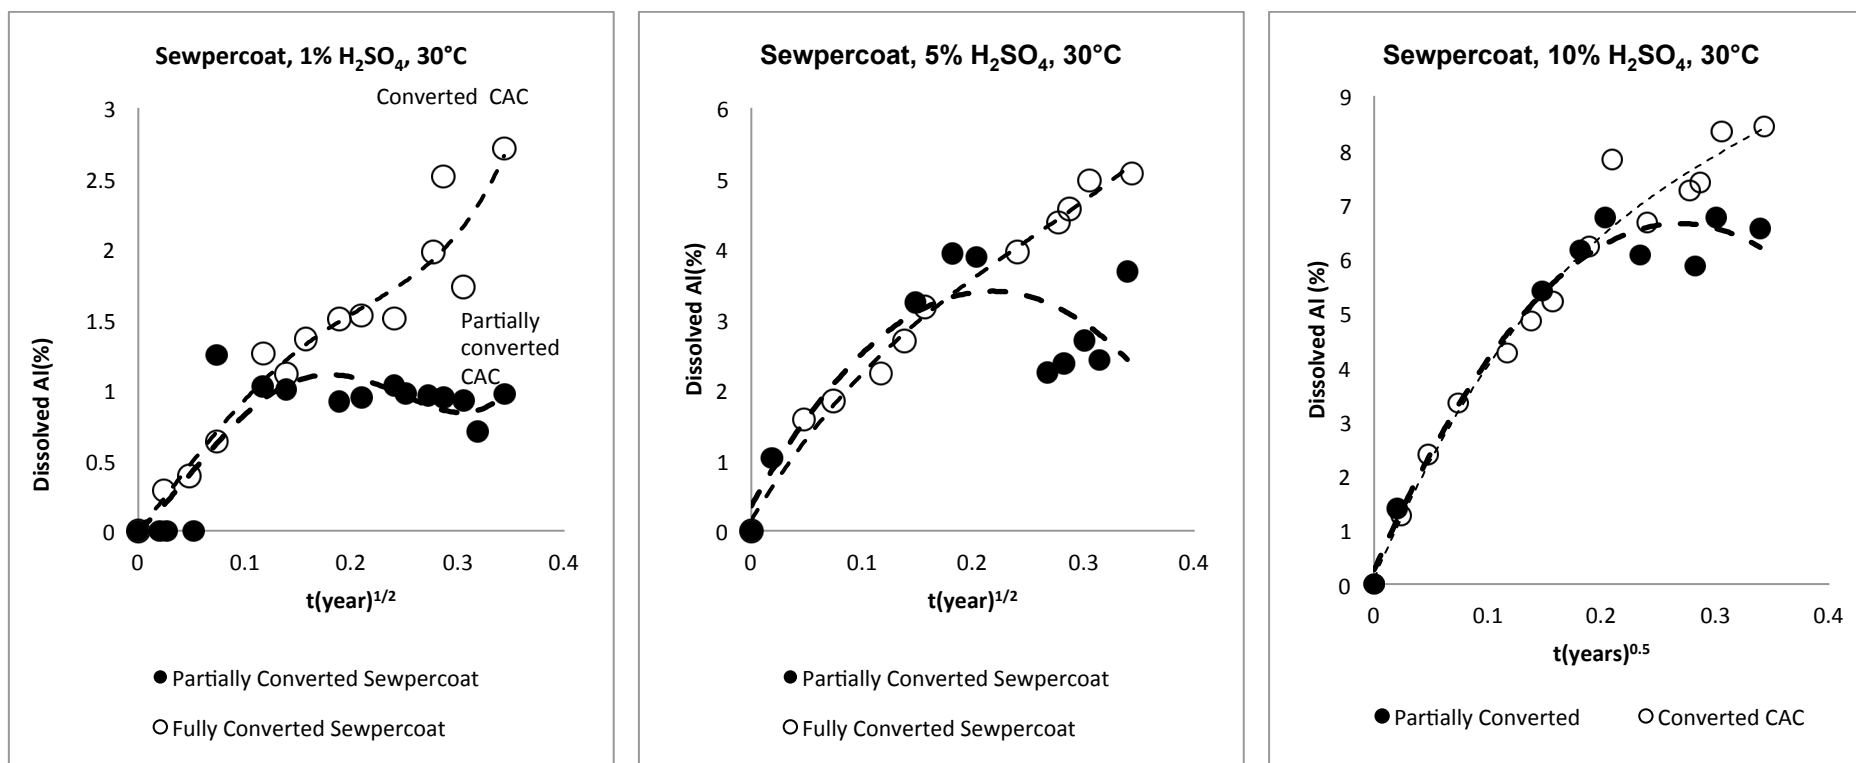 Sewpercoat, 1% H₂SO₄, 30°C
Converted CAC
3
2.5
2
1.5
1
0.5
0
Partially
converted
CAC
Dissolved Al(%)
0 0.1 0.2 0.3 0.4
t(year)¹/²
Partially Converted Sewpercoat
Fully Converted Sewpercoat
Sewpercoat, 5% H₂SO₄, 30°C
6
5
4
3
2
1
0
Dissolved Al(%)
0 0.1 0.2 0.3 0.4
t(year)¹/²
Partially Converted Sewpercoat
Fully Converted Sewpercoat
Sewpercoat, 10% H₂SO₄, 30°C
9
8
7
6
5
4
3
2
1
0
Dissolved Al (%)
0 0.1 0.2 0.3 0.4
t(years)⁰·⁵
Partially Converted Converted CAC